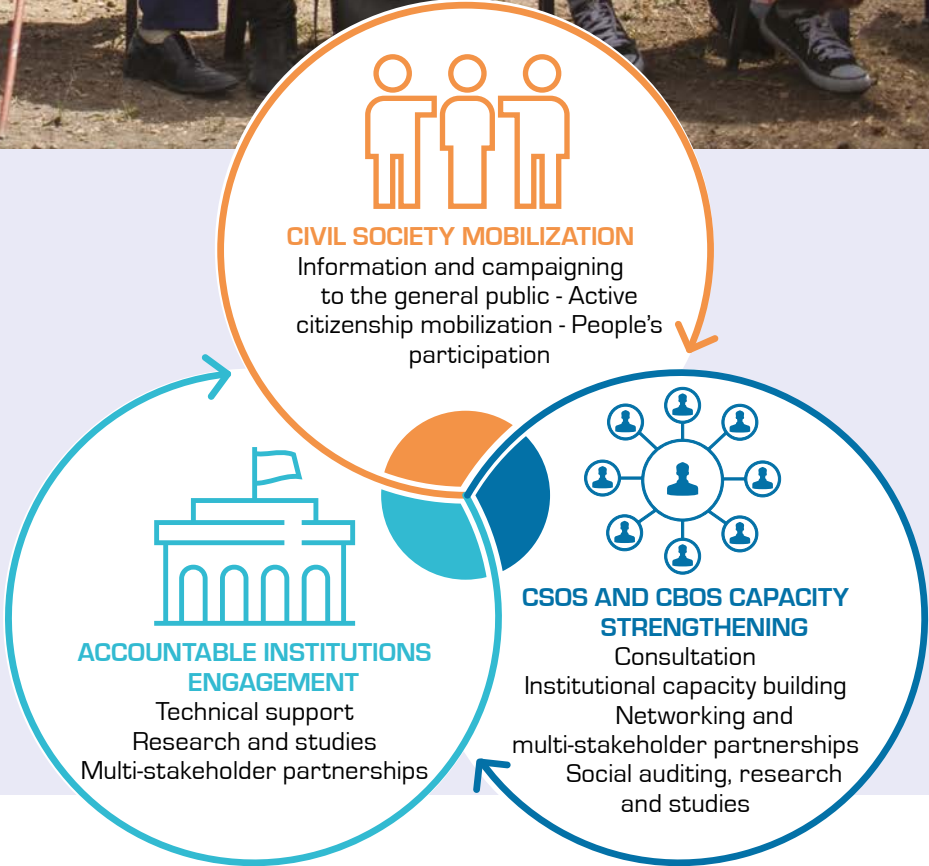 CIVIL SOCIETY MOBILIZATION
Information and campaigning
to the general public - Active
citizenship mobilization - People’s
participation
ACCOUNTABLE INSTITUTIONS
ENGAGEMENT
Technical support
Research and studies
Multi-stakeholder partnerships
CSOS AND CBOS CAPACITY
STRENGTHENING
Consultation
Institutional capacity building
Networking and
multi-stakeholder partnerships
Social auditing, research
and studies